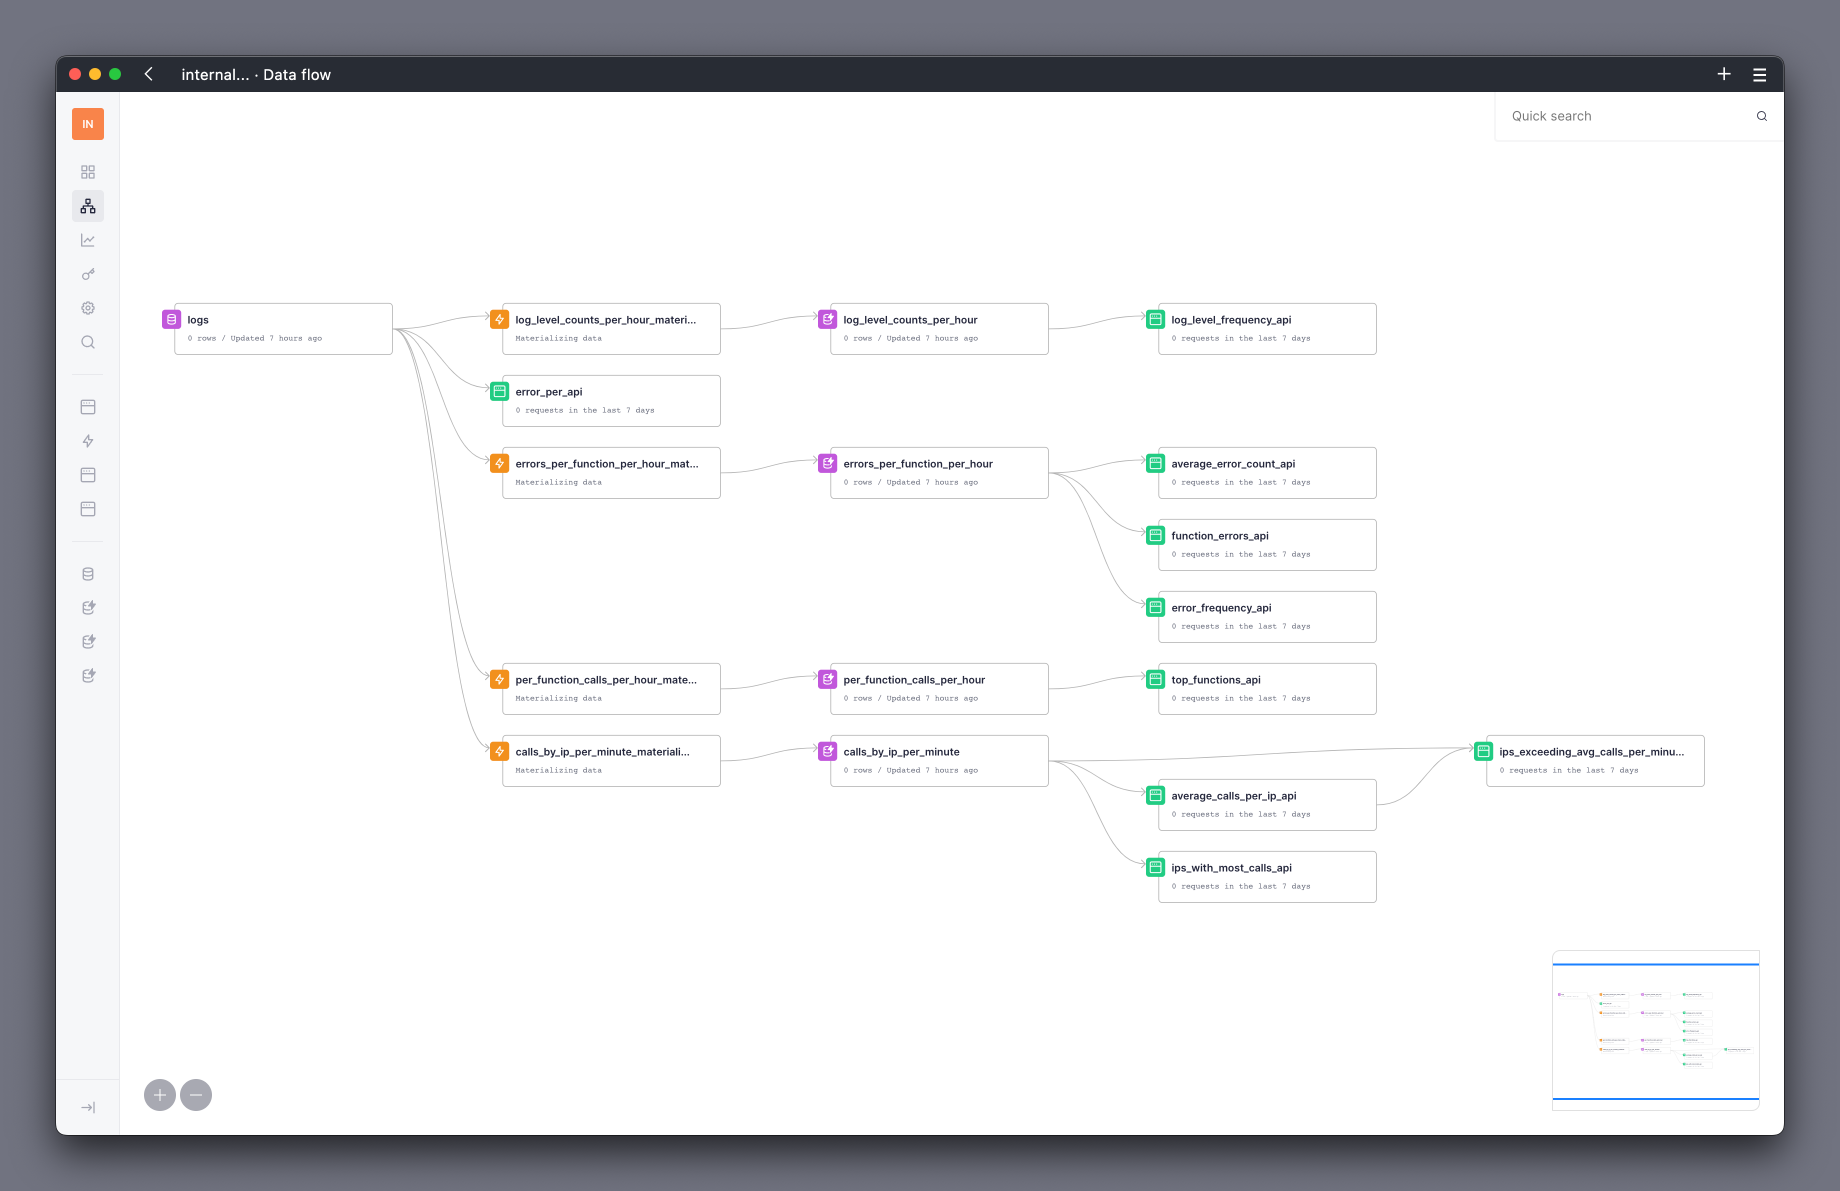 internal... · Data flow
IN
Quick search
logs
0 rows / Updated 7 hours ago
log_level_counts_per_hour_materi...
Materializing data
log_level_counts_per_hour
0 rows / Updated 7 hours ago
log_level_frequency_api
0 requests in the last 7 days
error_per_api
0 requests in the last 7 days
errors_per_function_per_hour_mat...
Materializing data
errors_per_function_per_hour
0 rows / Updated 7 hours ago
average_error_count_api
0 requests in the last 7 days
function_errors_api
0 requests in the last 7 days
error_frequency_api
0 requests in the last 7 days
per_function_calls_per_hour_mate...
Materializing data
per_function_calls_per_hour
0 rows / Updated 7 hours ago
top_functions_api
0 requests in the last 7 days
calls_by_ip_per_minute_materiali...
Materializing data
calls_by_ip_per_minute
0 rows / Updated 7 hours ago
ips_exceeding_avg_calls_per_minu...
0 requests in the last 7 days
average_calls_per_ip_api
0 requests in the last 7 days
ips_with_most_calls_api
0 requests in the last 7 days